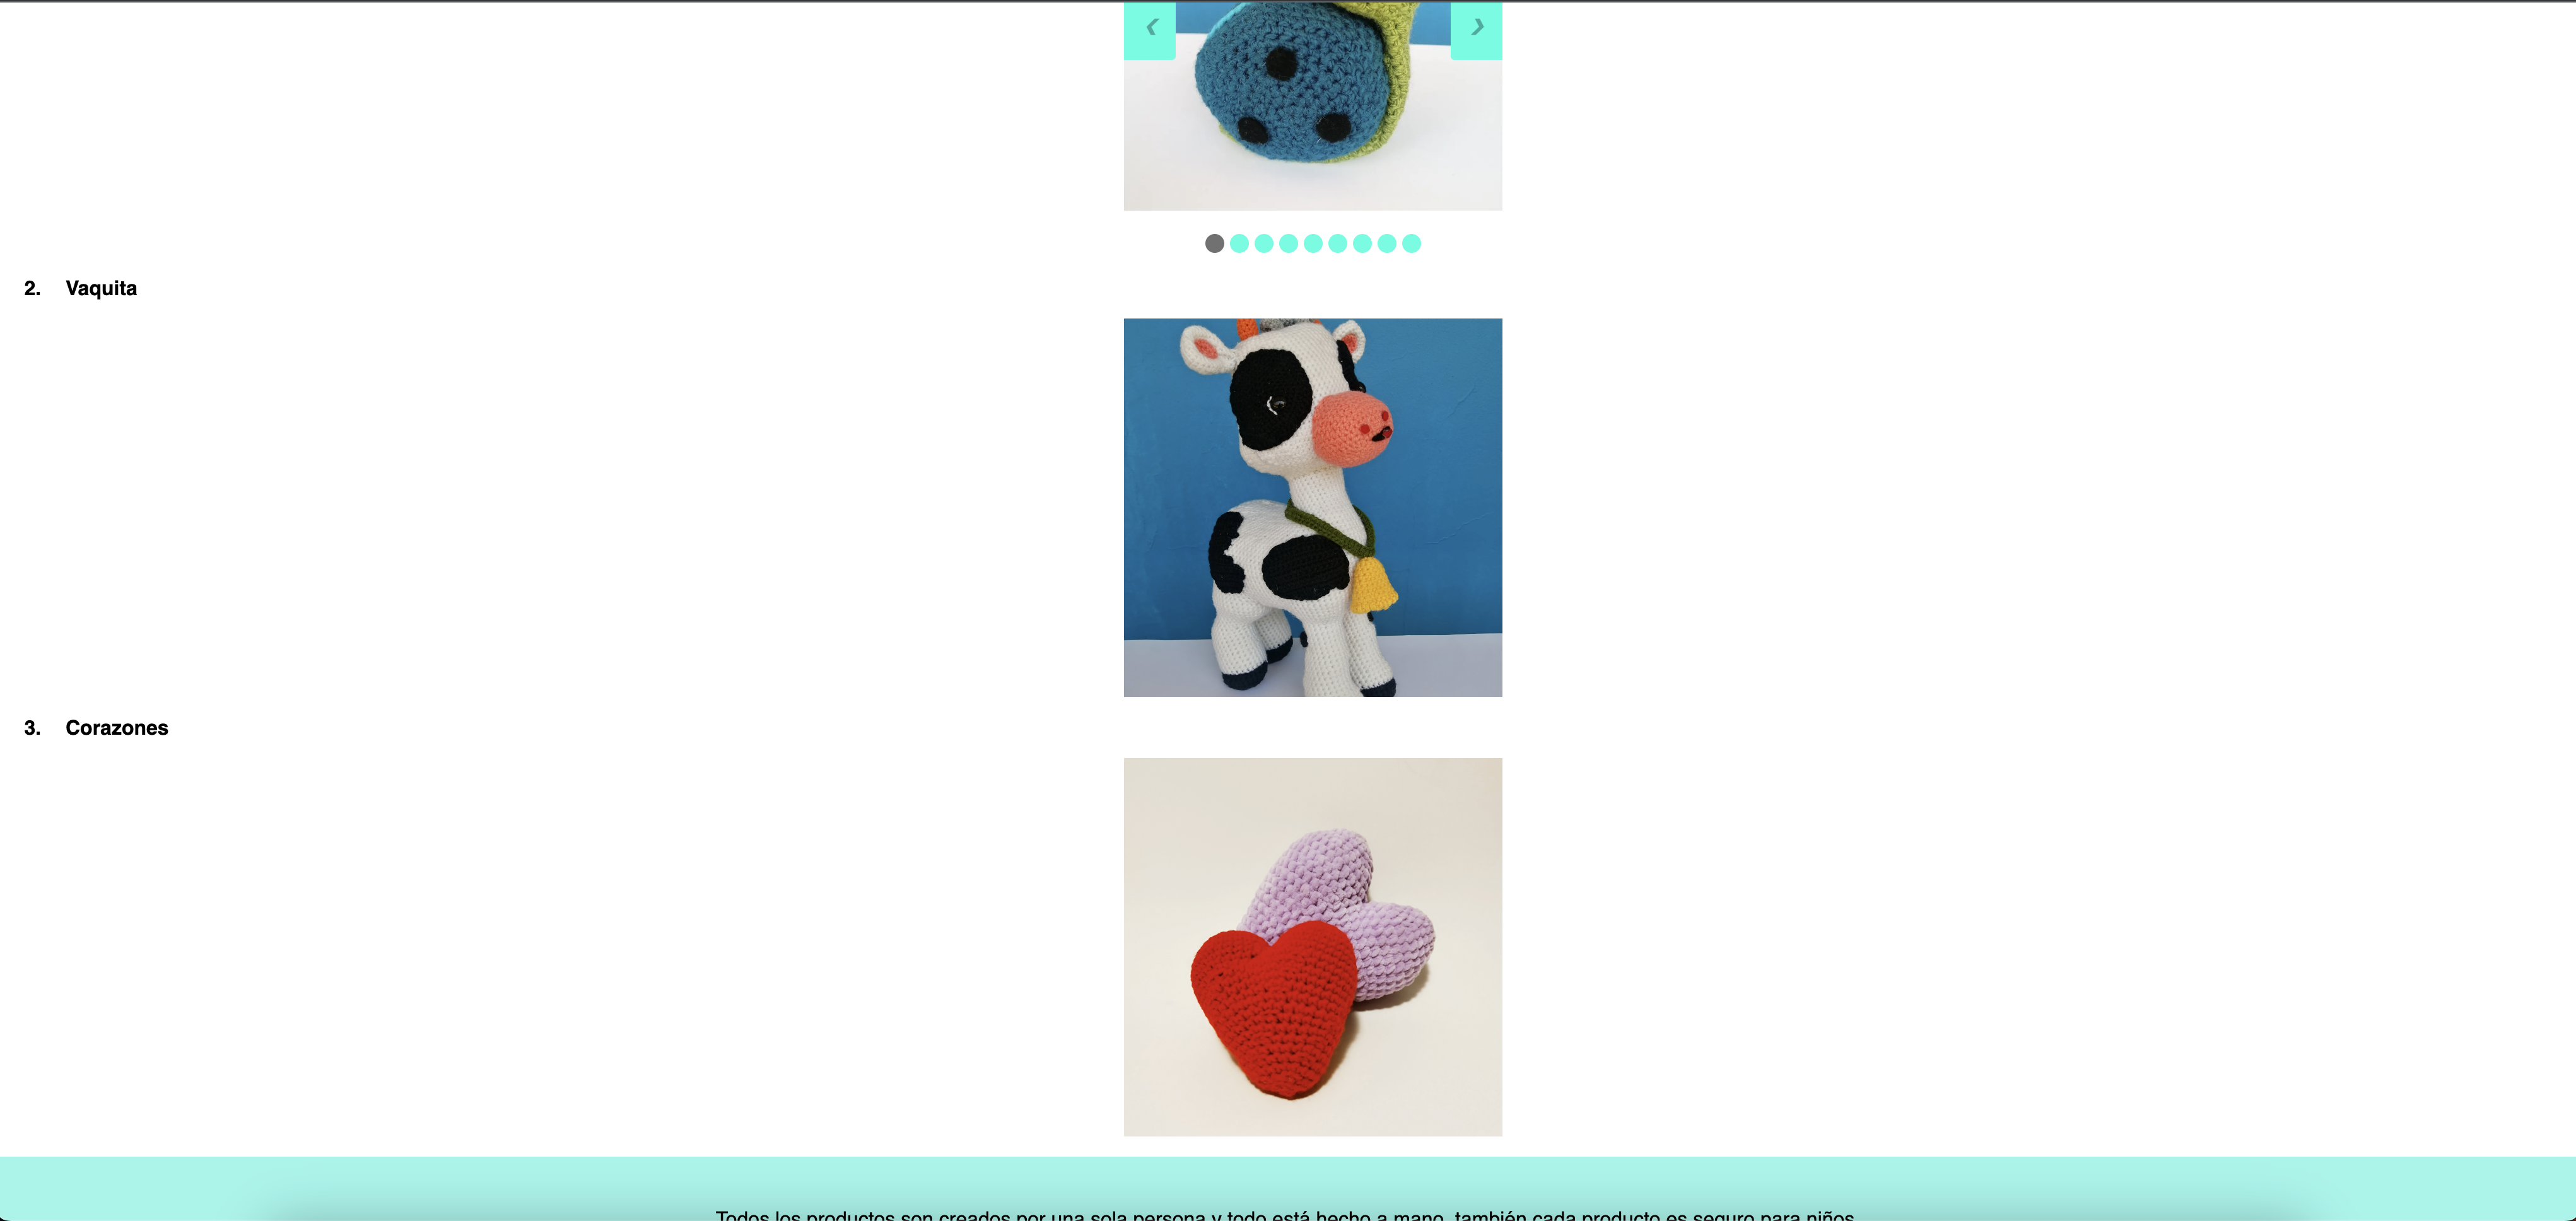 2. Vaquita
3. Corazones
Todos los productos son creados por una sola persona y todo está hecho a mano, también cada producto es seguro para niños